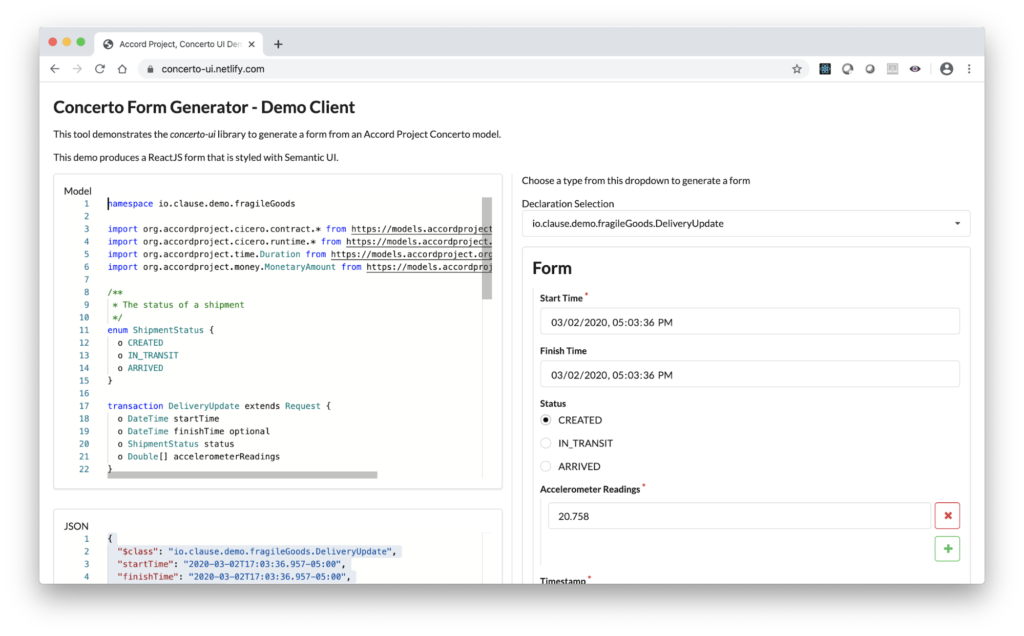 Accord Project, Concerto UI De
concerto-ui.netlify.com
Concerto Form Generator - Demo Client
This tool demonstrates the concerto-ui library to generate a form from an Accord Project Concerto model.
This demo produces a ReactJS form that is styled with Semantic UI.
Model
1 namespace io.clause.demo.fragileGoods
2
3 import org.accordproject.cicero.contract.* from https://models.accordproject
4 import org.accordproject.cicero.runtime.* from https://models.accordproject.
5 import org.accordproject.time.Duration from https://models.accordproject.org
6 import org.accordproject.money.MonetaryAmount from https://models.accordproj
7
8 /**
9 * The status of a shipment
10 */
11 enum ShipmentStatus {
12 o CREATED
13 o IN_TRANSIT
14 o ARRIVED
15 }
16
17 transaction DeliveryUpdate extends Request {
18 o DateTime startTime
19 o DateTime finishTime optional
20 o ShipmentStatus status
21 o Double[] accelerometerReadings
22 }
JSON
1 {
2 "$class": "io.clause.demo.fragileGoods.DeliveryUpdate",
3 "startTime": "2020-03-02T17:03:36.957-05:00",
4 "finishTime": "2020-03-02T17:03:36.957-05:00",
Choose a type from this dropdown to generate a form
Declaration Selection
io.clause.demo.fragileGoods.DeliveryUpdate
Form
Start Time *
03/02/2020, 05:03:36 PM
Finish Time
03/02/2020, 05:03:36 PM
Status
CREATED
IN_TRANSIT
ARRIVED
Accelerometer Readings *
20.758
Timestamp *